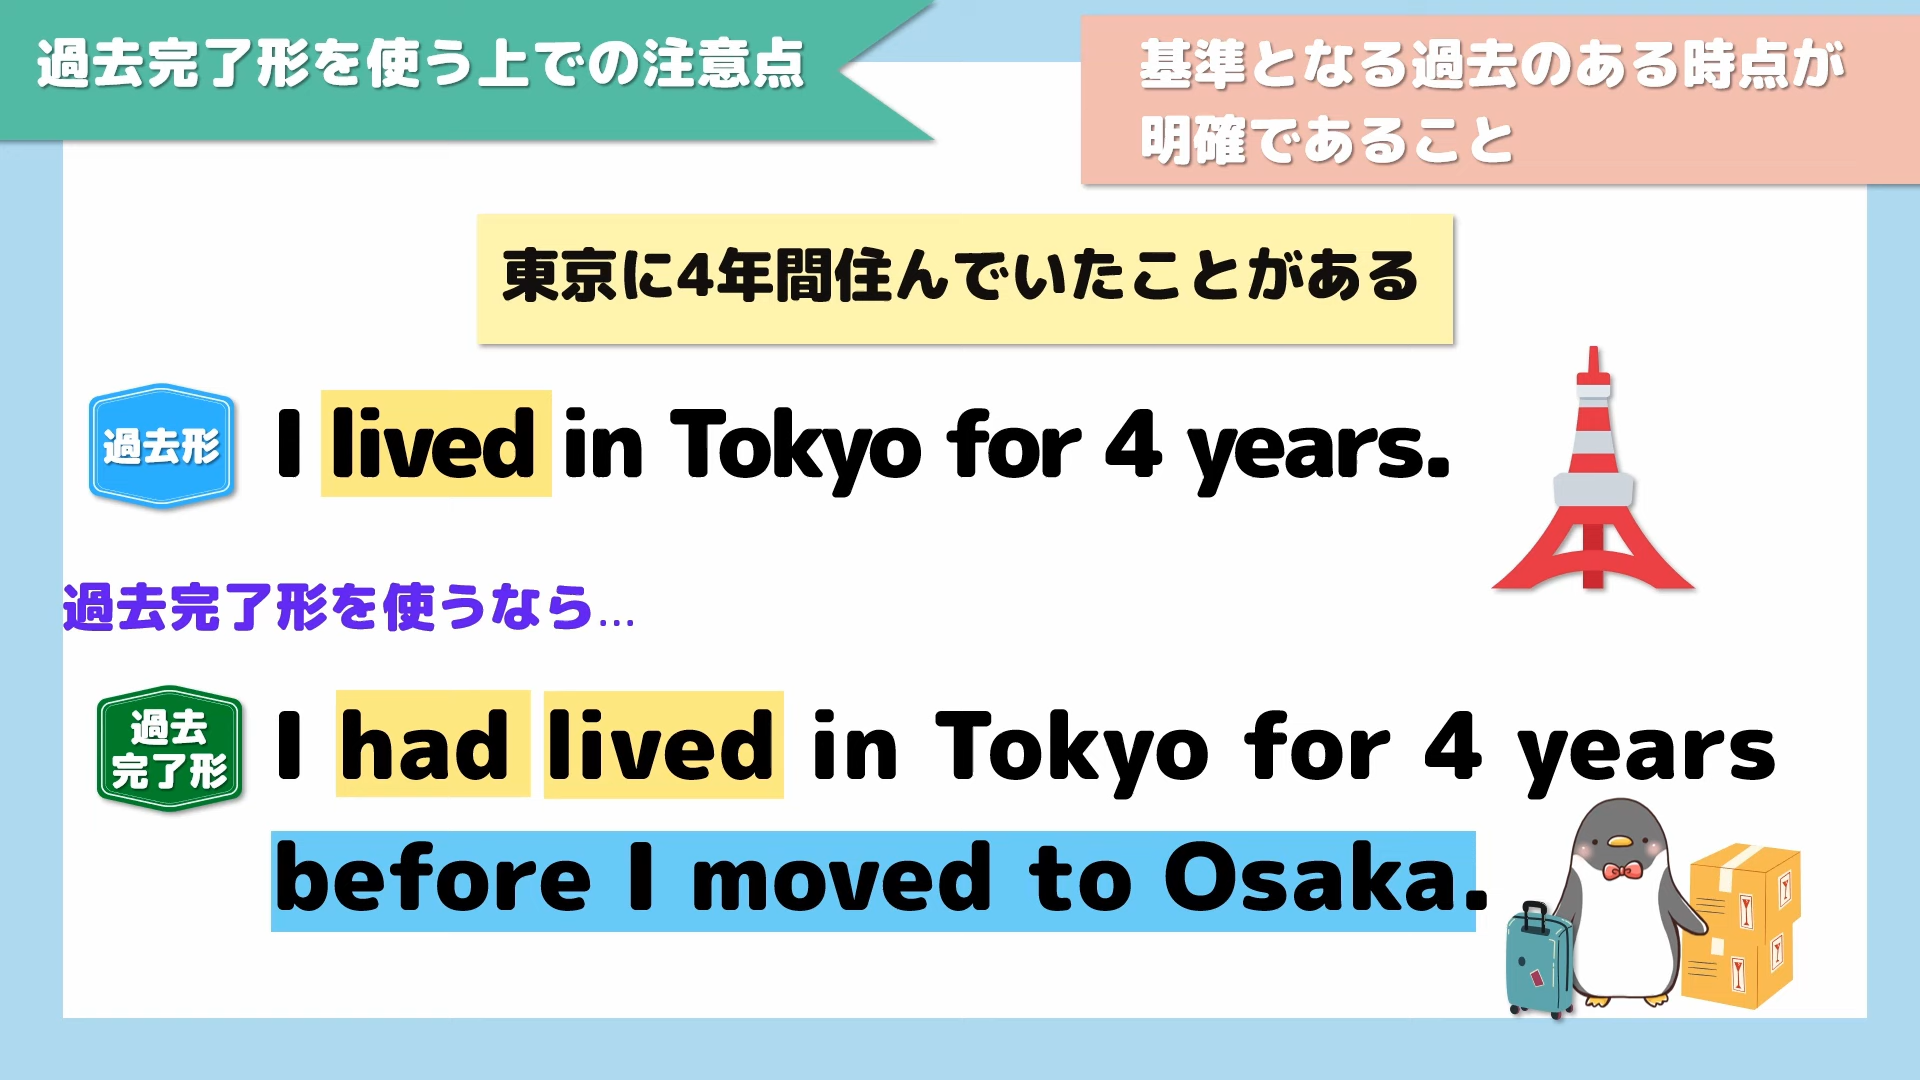 過去完了形を使う上での注意点
基準となる過去のある時点が
明確であること
東京に4年間住んでいたことがある
過去形
I lived in Tokyo for 4 years.
過去完了形を使うなら...
過去
完了形
I had lived in Tokyo for 4 years
before I moved to Osaka.